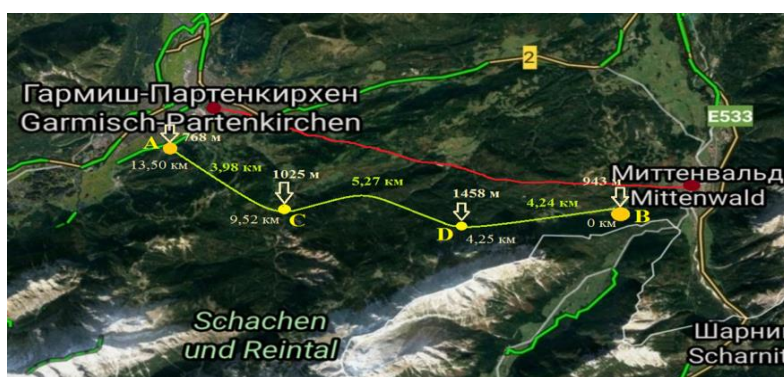 2
Гармиш-Партенкирхен
Garmisch-Partenkirchen
E533
A
768 м
13,50 км
3,98 км
1025 м
9,52 км
C
5,27 км
1458 м
D
4,25 км
4,24 км
943 м
0 км
B
Миттенвальд
Mittenwald
Schachen
und Reintal
Шарни
Scharnit